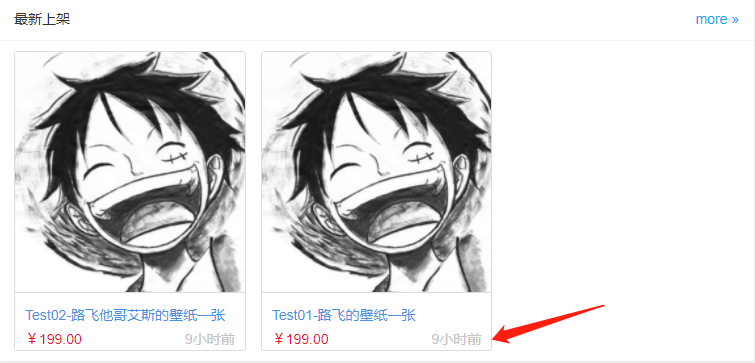 最新上架
more »
Test02-路飞他哥艾斯的壁纸一张
￥199.00
9小时前
Test01-路飞的壁纸一张
￥199.00
9小时前